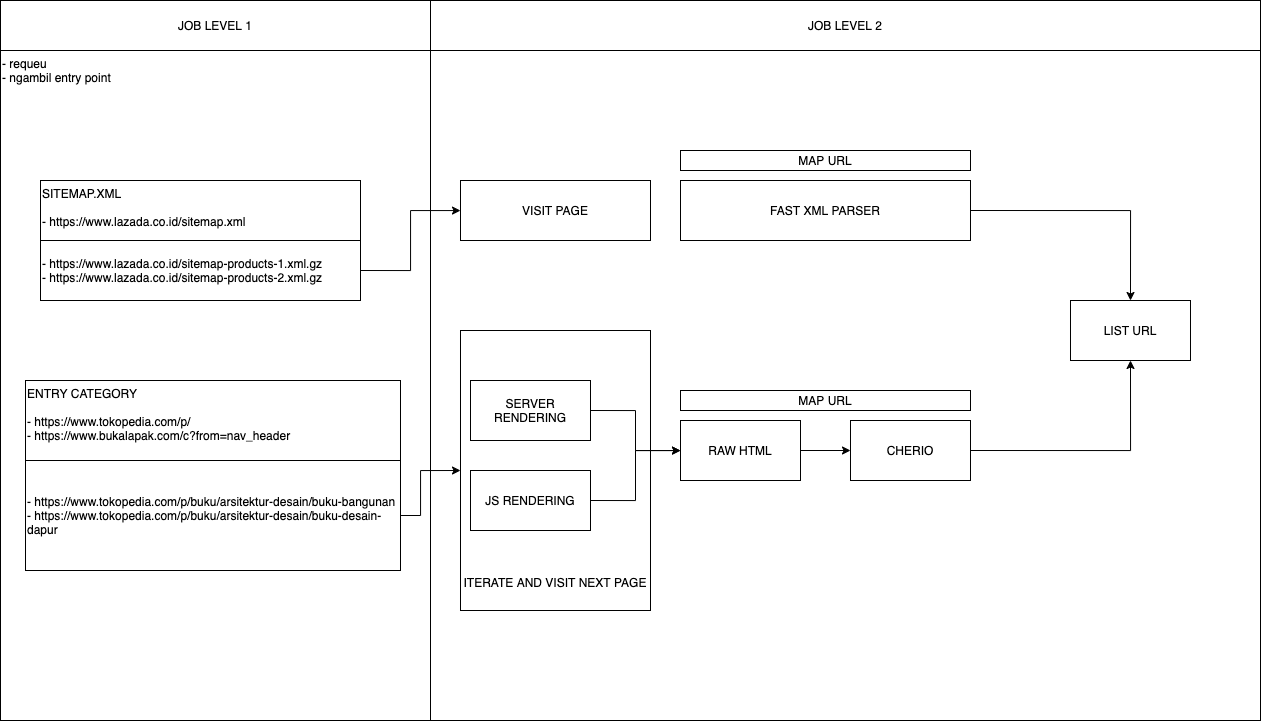 JOB LEVEL 1
JOB LEVEL 2
- requeu
- ngambil entry point
MAP URL
SITEMAP.XML
- https://www.lazada.co.id/sitemap.xml
- https://www.lazada.co.id/sitemap-products-1.xml.gz
- https://www.lazada.co.id/sitemap-products-2.xml.gz
VISIT PAGE
FAST XML PARSER
LIST URL
ENTRY CATEGORY
- https://www.tokopedia.com/p/
- https://www.bukalapak.com/c?from=nav_header
- https://www.tokopedia.com/p/buku/arsitektur-desain/buku-bangunan
- https://www.tokopedia.com/p/buku/arsitektur-desain/buku-desain-
dapur
SERVER
RENDERING
JS RENDERING
ITERATE AND VISIT NEXT PAGE
MAP URL
RAW HTML
CHERIO